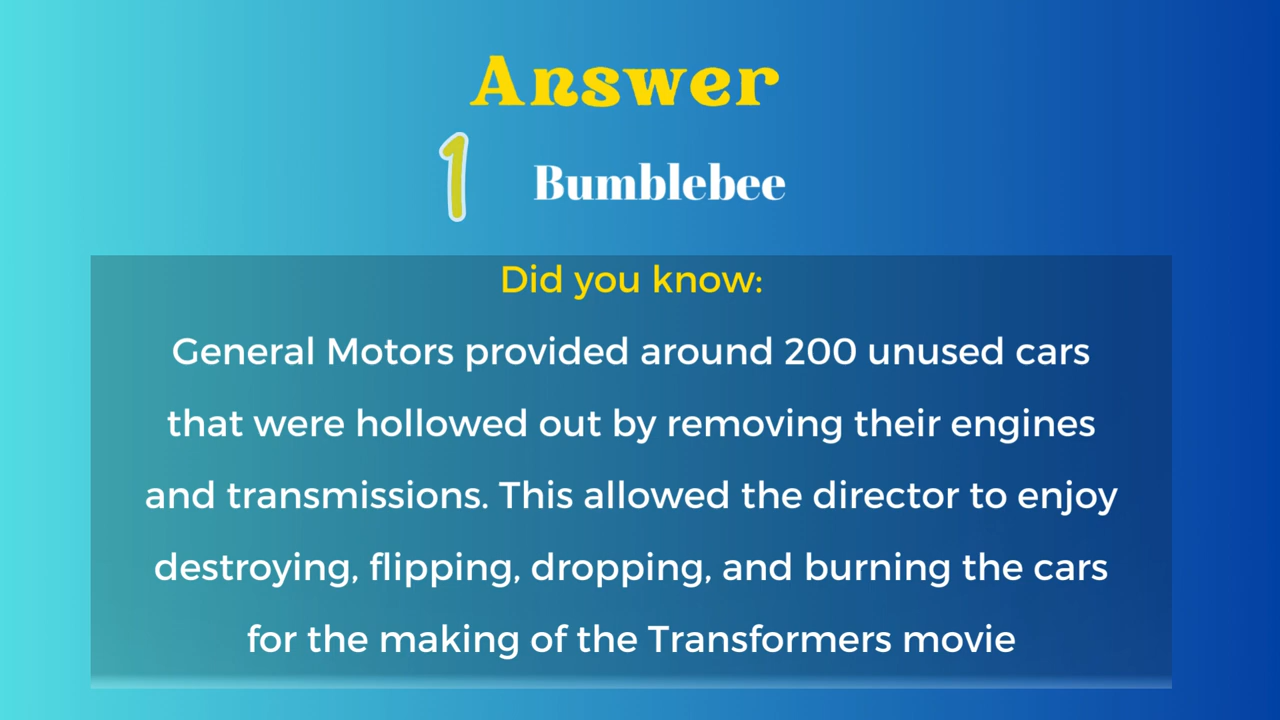 Answer
1 Bumblebee
Did you know:
General Motors provided around 200 unused cars
that were hollowed out by removing their engines
and transmissions. This allowed the director to enjoy
destroying, flipping, dropping, and burning the cars
for the making of the Transformers movie